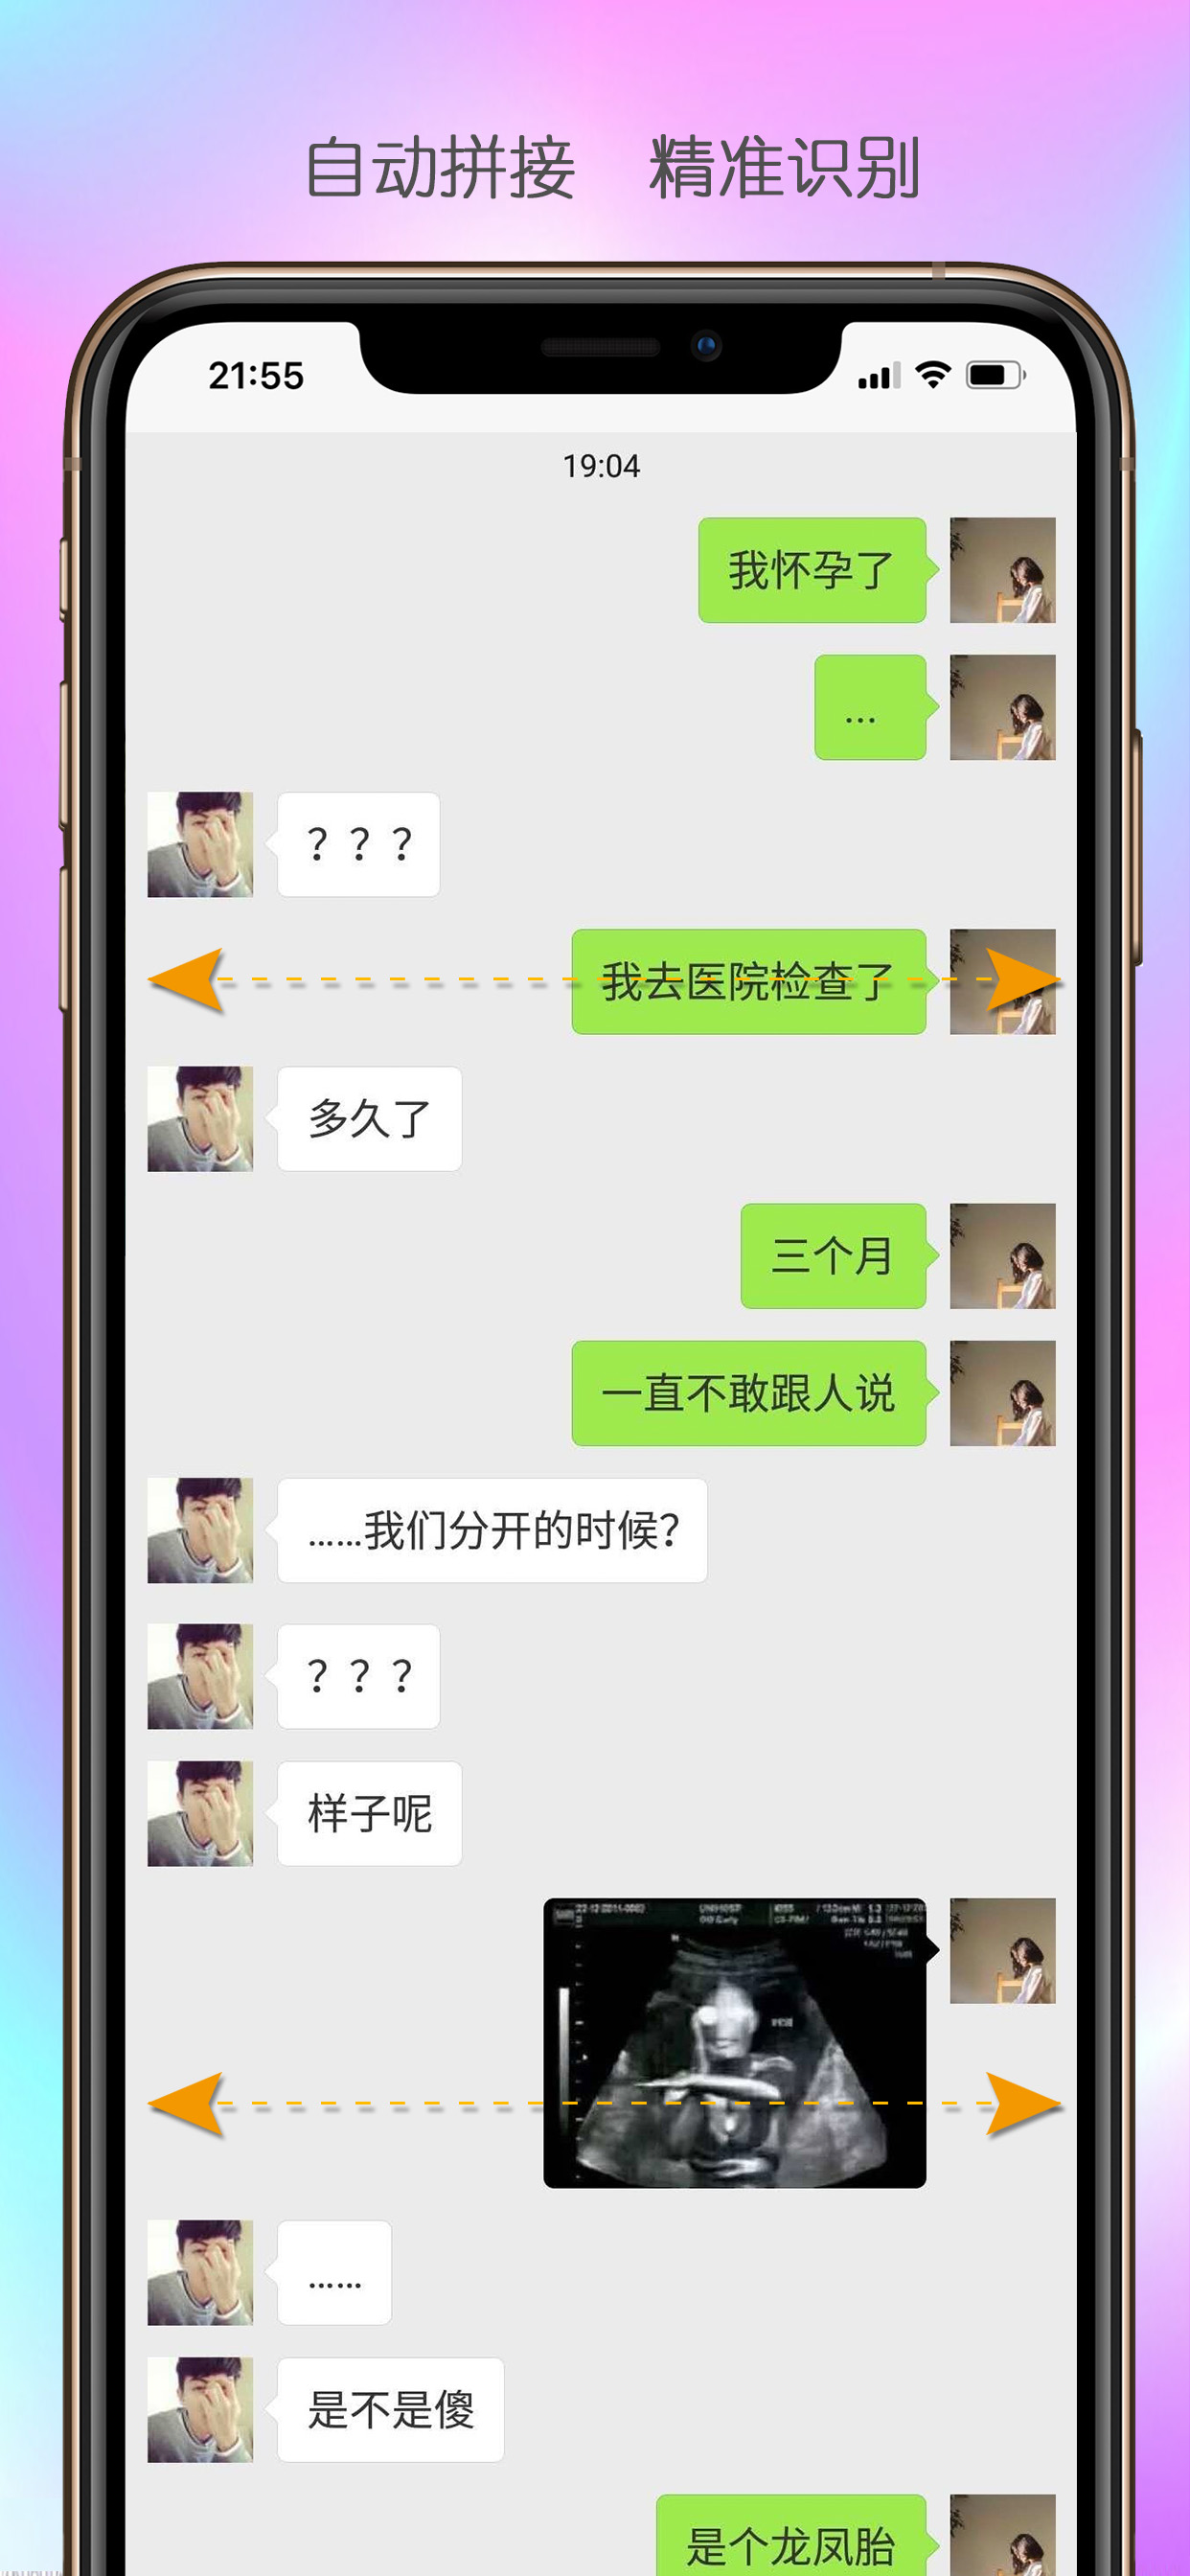 自动拼接 精准识别
21:55
19:04
我怀孕了
...
？？？
我去医院检查了
多久了
三个月
一直不敢跟人说
……我们分开的时候？
？？？
样子呢
……
是不是傻
是个龙凤胎